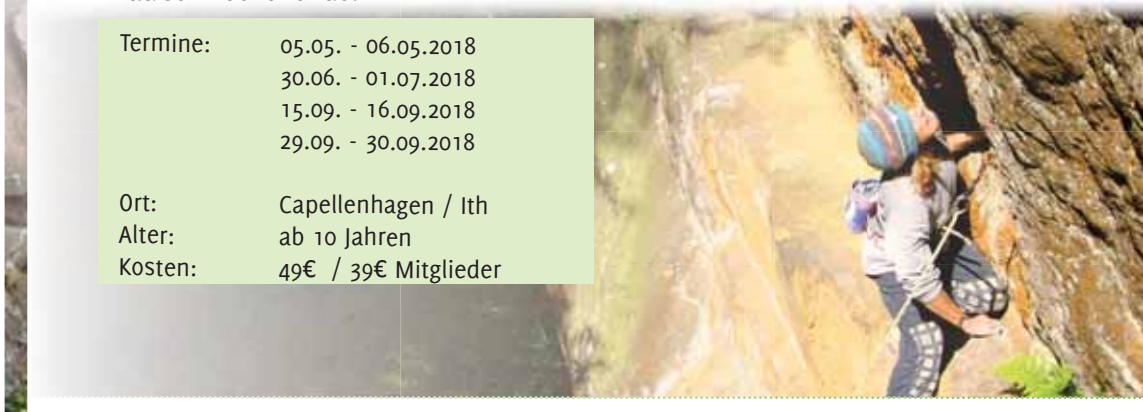 Termine: 05.05. - 06.05.2018
30.06. - 01.07.2018
15.09. - 16.09.2018
29.09. - 30.09.2018
Ort: Capellenhagen / Ith
Alter: ab 10 Jahren
Kosten: 49€ / 39€ Mitglieder